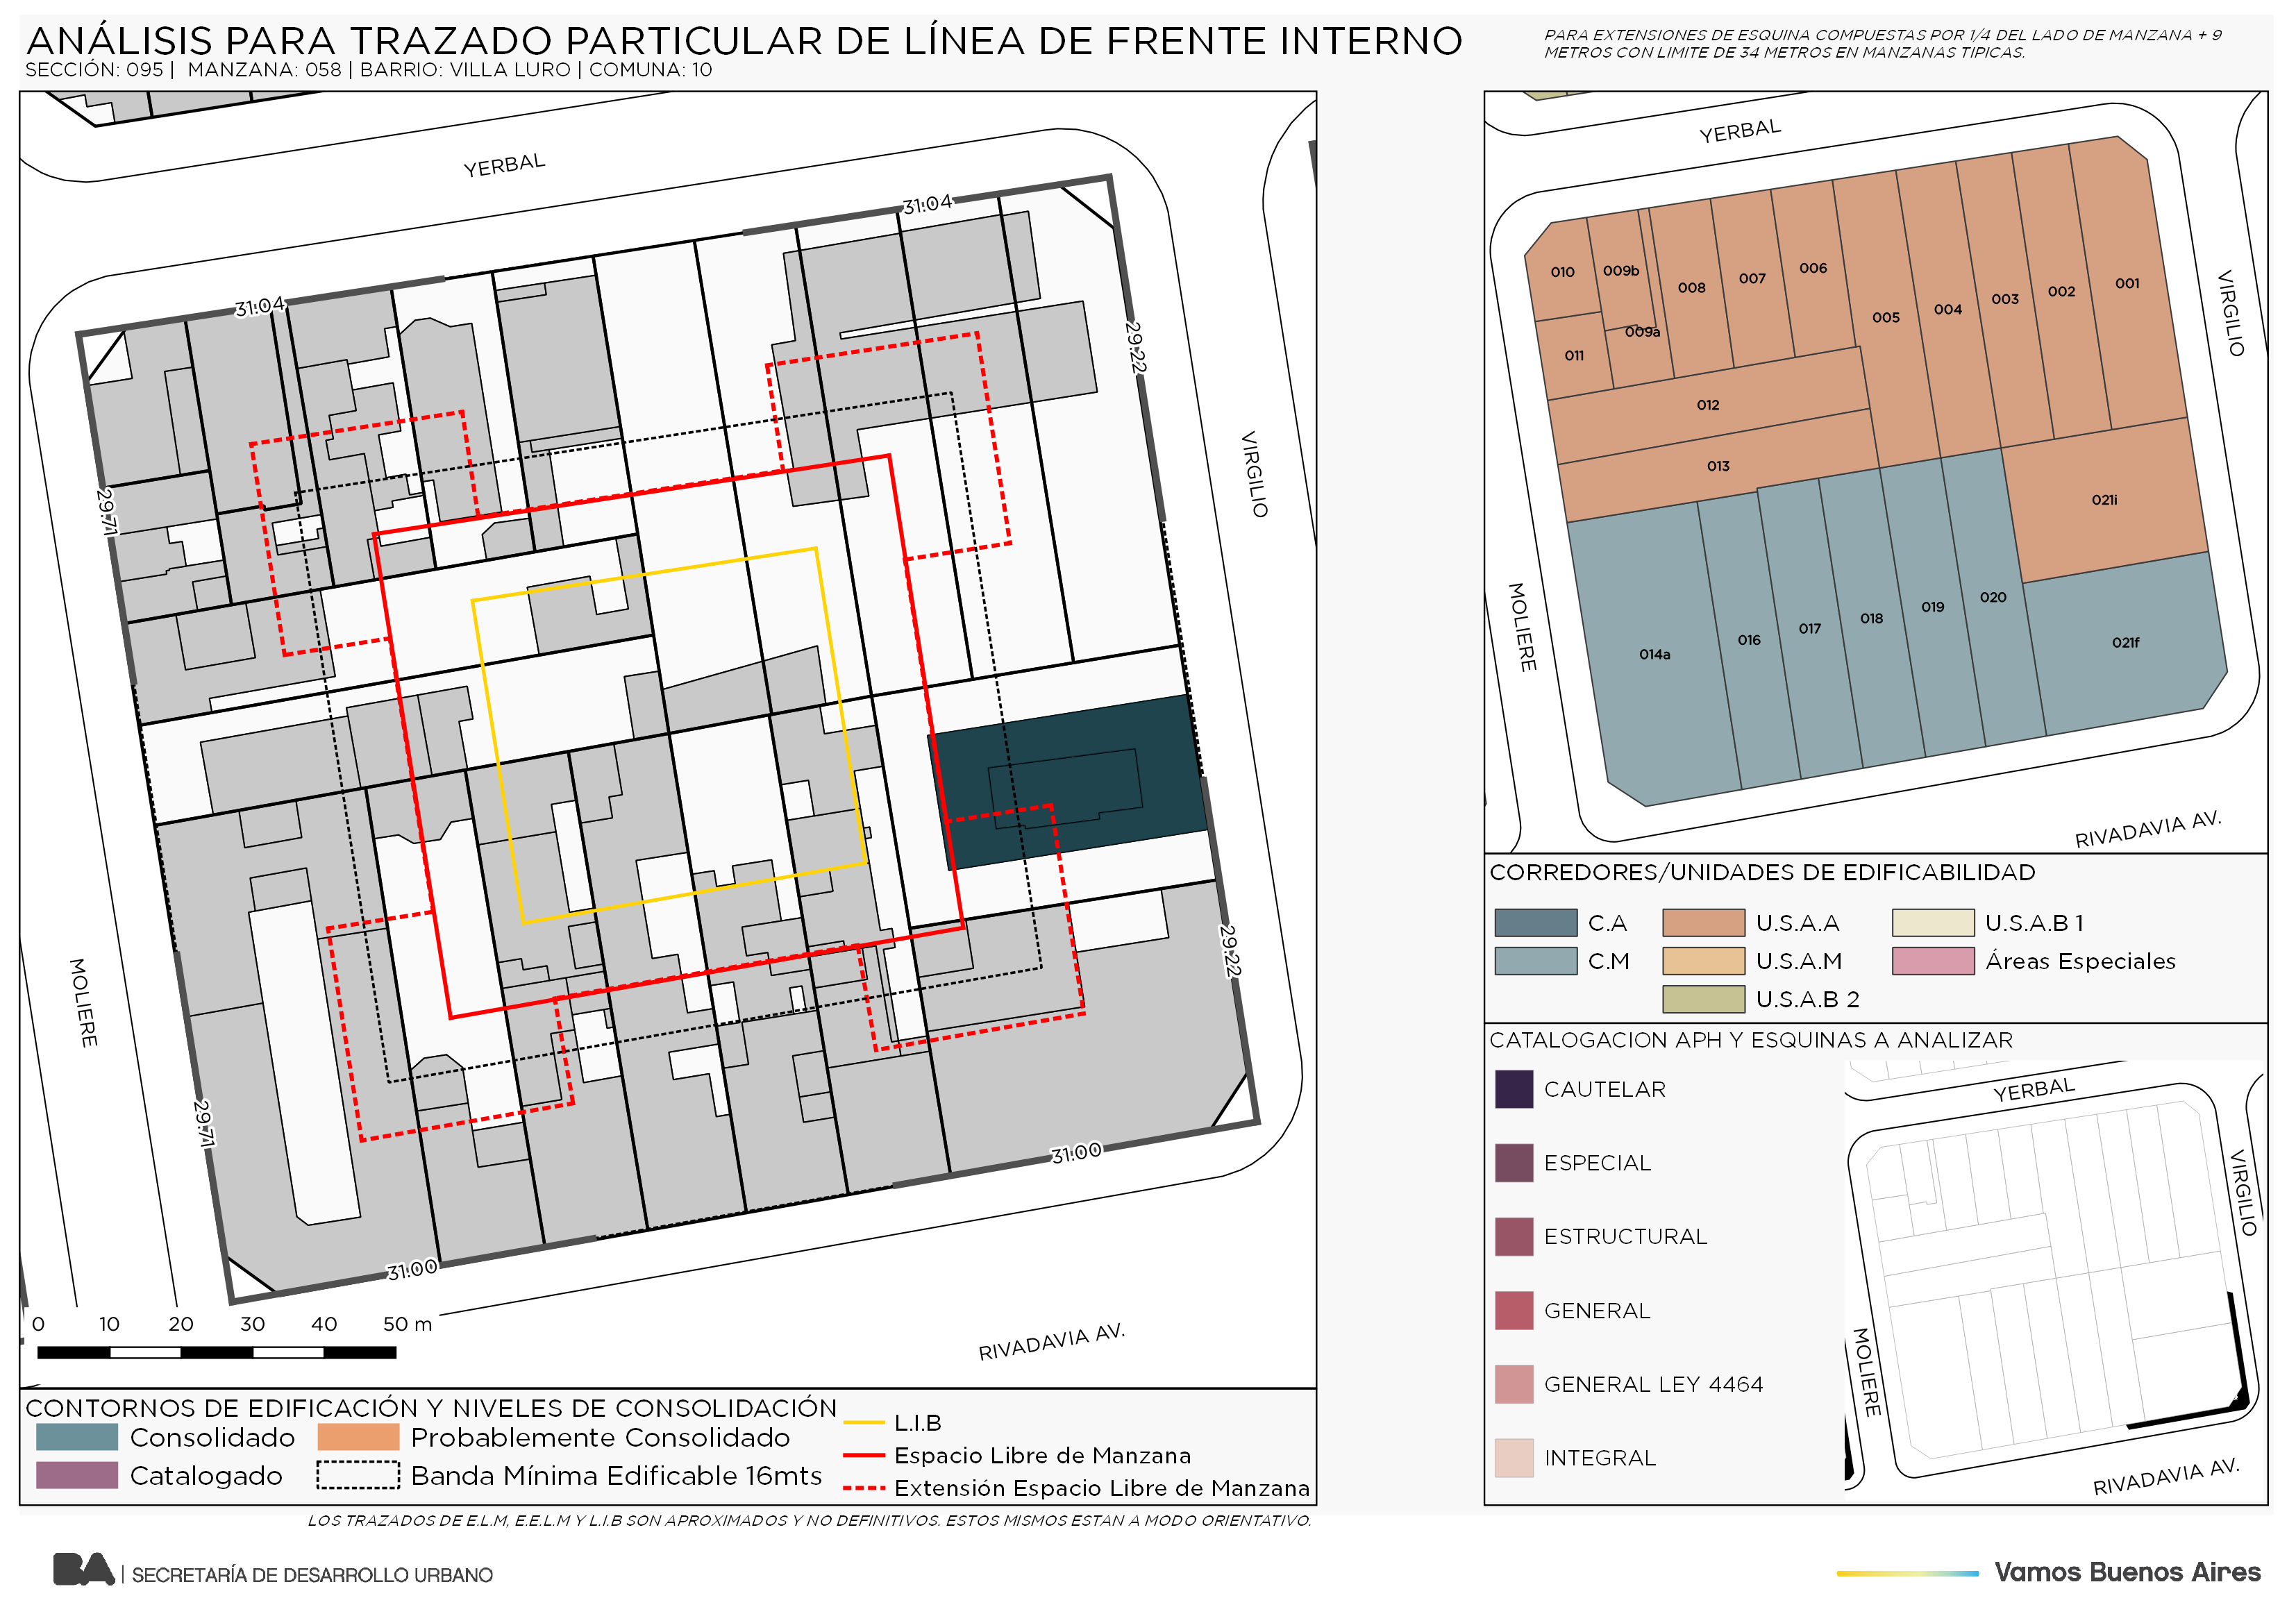 ANÁLISIS PARA TRAZADO PARTICULAR DE LÍNEA DE FRENTE INTERNO
SECCIÓN: 095 | MANZANA: 058 | BARRIO: VILLA LURO | COMUNA: 10
PARA EXTENSIONES DE ESQUINA COMPUESTAS POR 1/4 DEL LADO DE MANZANA + 9
METROS CON LIMITE DE 34 METROS EN MANZANAS TIPICAS.
YERBAL
31.04
31.04
29.22
VIRGILIO
29.71
29.22
MOLIERE
29.71
31.00
31.00
RIVADAVIA AV.
0 10 20 30 40 50 m
CONTORNOS DE EDIFICACIÓN Y NIVELES DE CONSOLIDACIÓN
Consolidado
Probablemente Consolidado
Catalogado
Banda Mínima Edificable 16mts
L.I.B
Espacio Libre de Manzana
Extensión Espacio Libre de Manzana
LOS TRAZADOS DE E.L.M, E.E.L.M Y L.I.B SON APROXIMADOS Y NO DEFINITIVOS. ESTOS MISMOS ESTAN A MODO ORIENTATIVO.
YERBAL
010
009b
008
007
006
005
004
003
002
001
VIRGILIO
011
009a
012
013
021i
014a
016
017
018
019
020
021f
MOLIERE
RIVADAVIA AV.
CORREDORES/UNIDADES DE EDIFICABILIDAD
C.A
U.S.A.A
U.S.A.B 1
C.M
U.S.A.M
Áreas Especiales
U.S.A.B 2
CATALOGACION APH Y ESQUINAS A ANALIZAR
CAUTELAR
ESPECIAL
ESTRUCTURAL
GENERAL
GENERAL LEY 4464
INTEGRAL
YERBAL
VIRGILIO
MOLIERE
RIVADAVIA AV.
BA | SECRETARÍA DE DESARROLLO URBANO
Vamos Buenos Aires